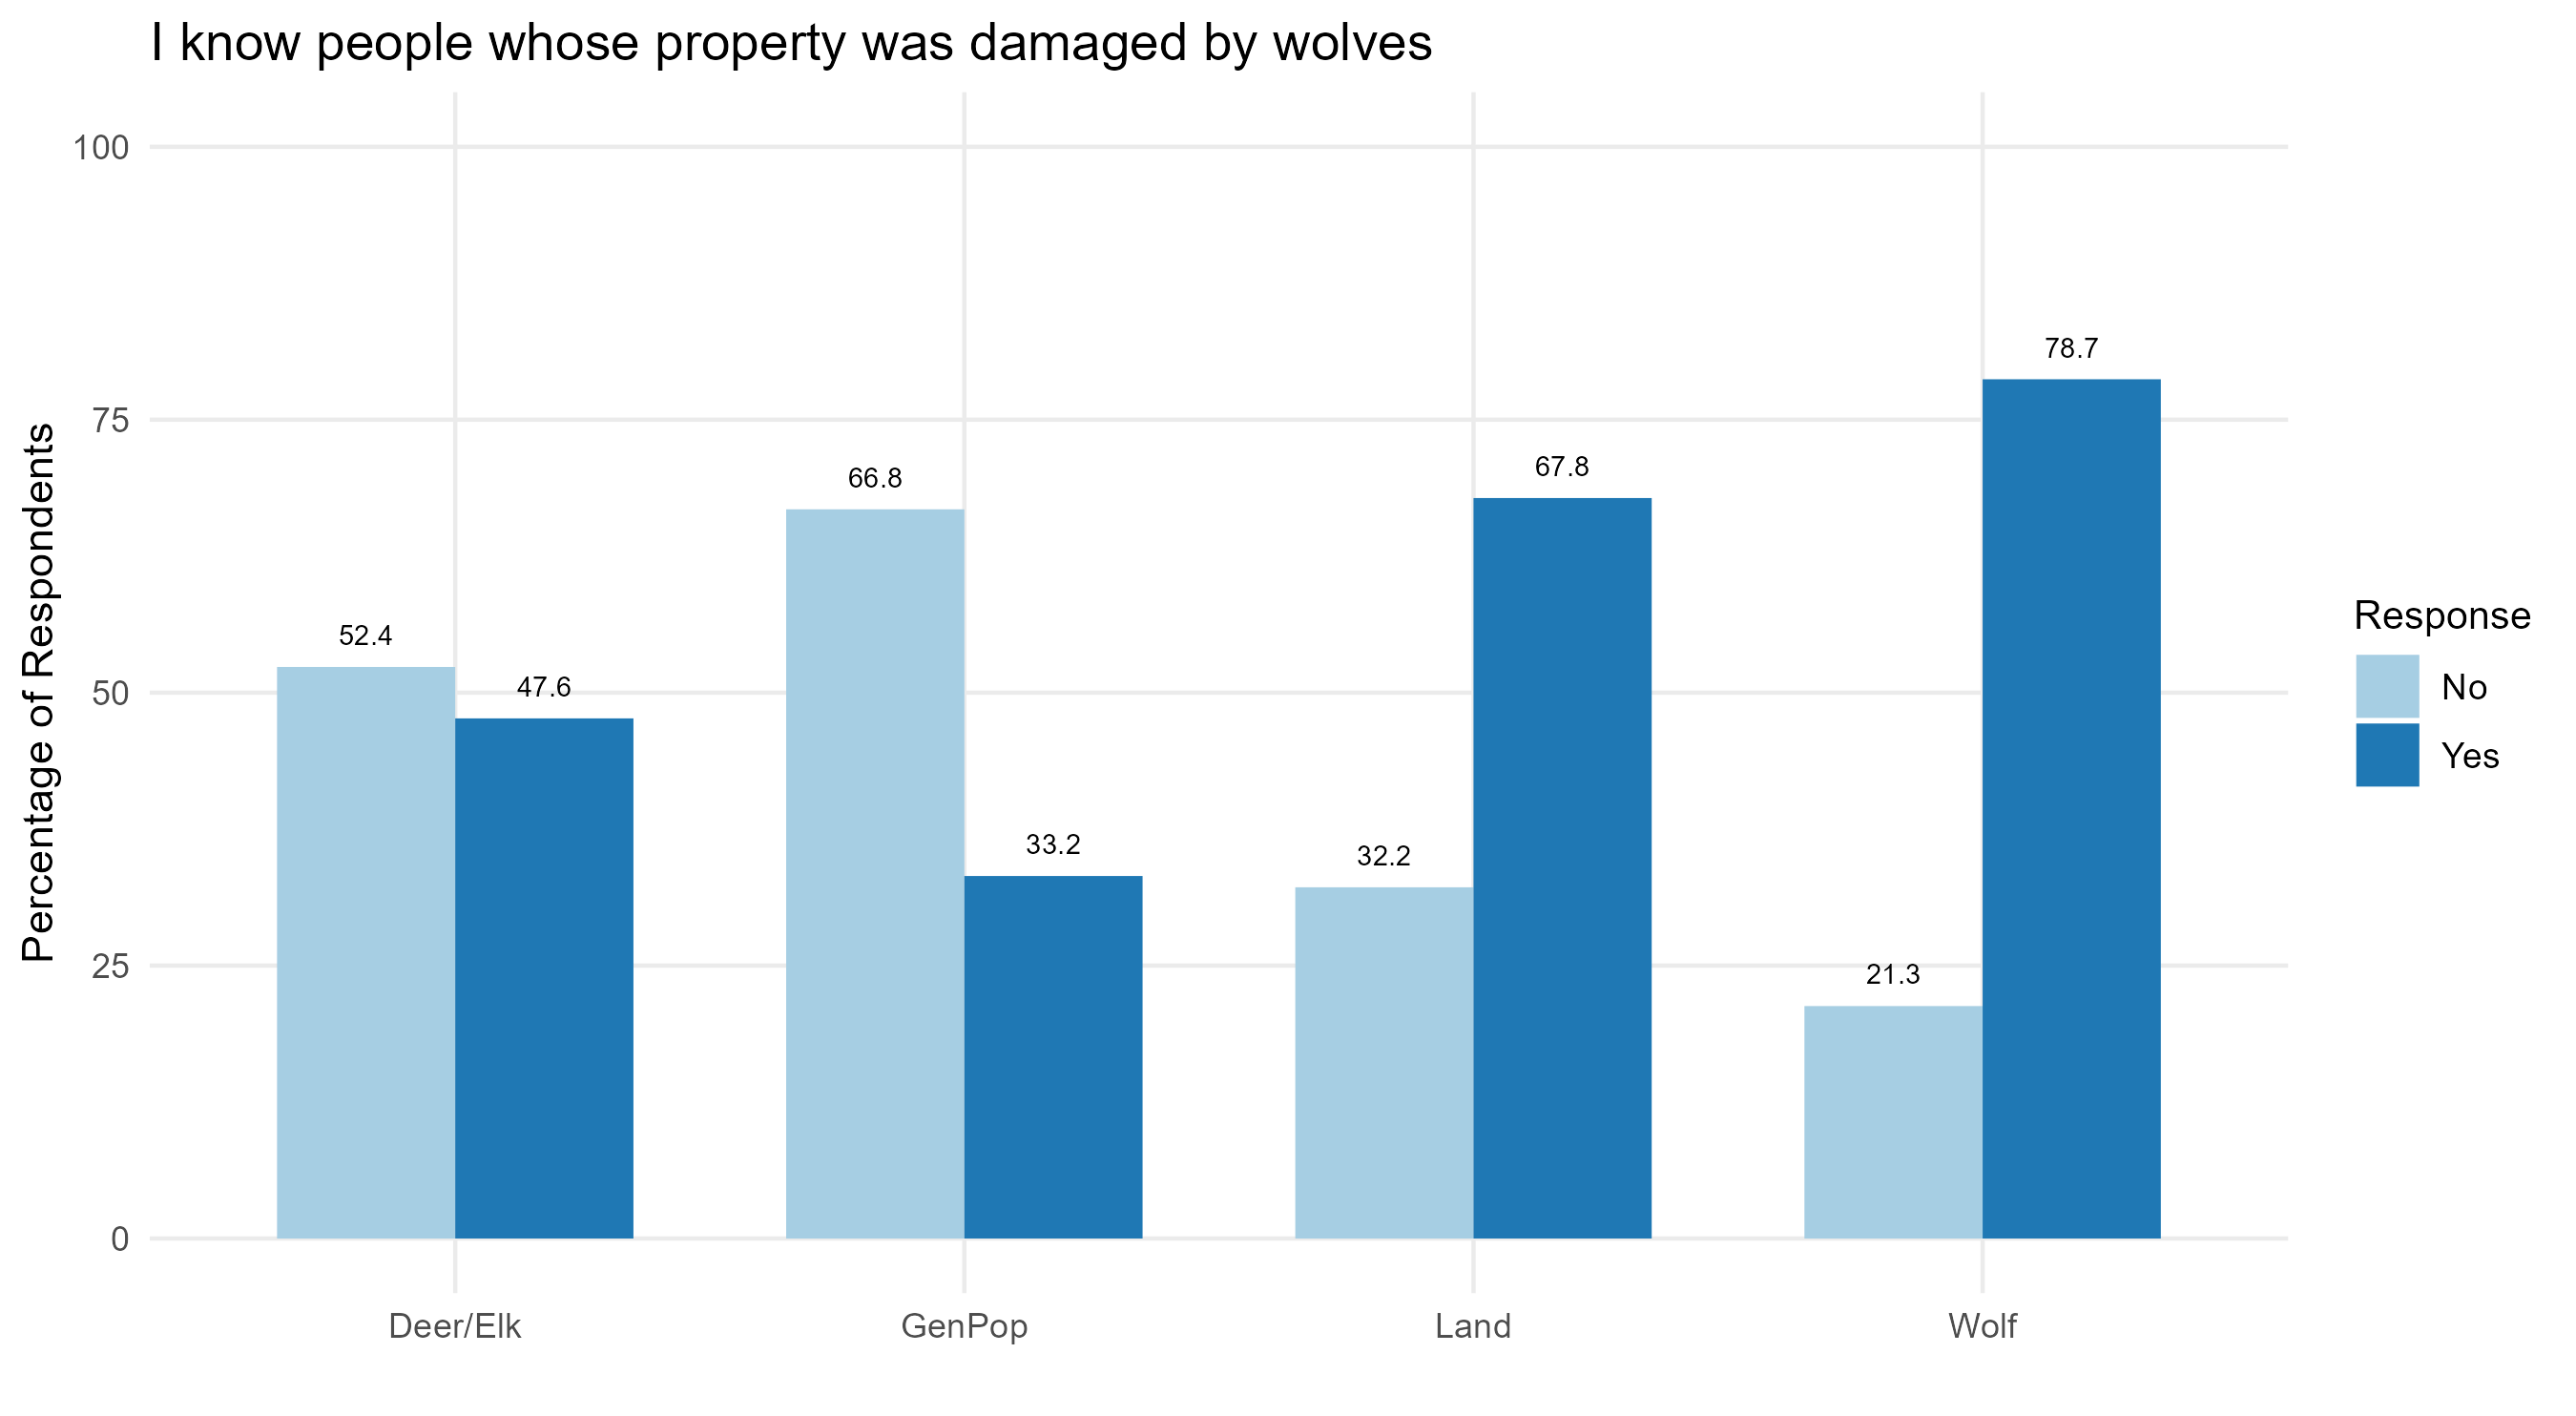 I know people whose property was damaged by wolves
Percentage of Respondents
100
75
50
25
0
52.4
47.6
66.8
33.2
32.2
67.8
21.3
78.7
Deer/Elk
GenPop
Land
Wolf
Response
No
Yes